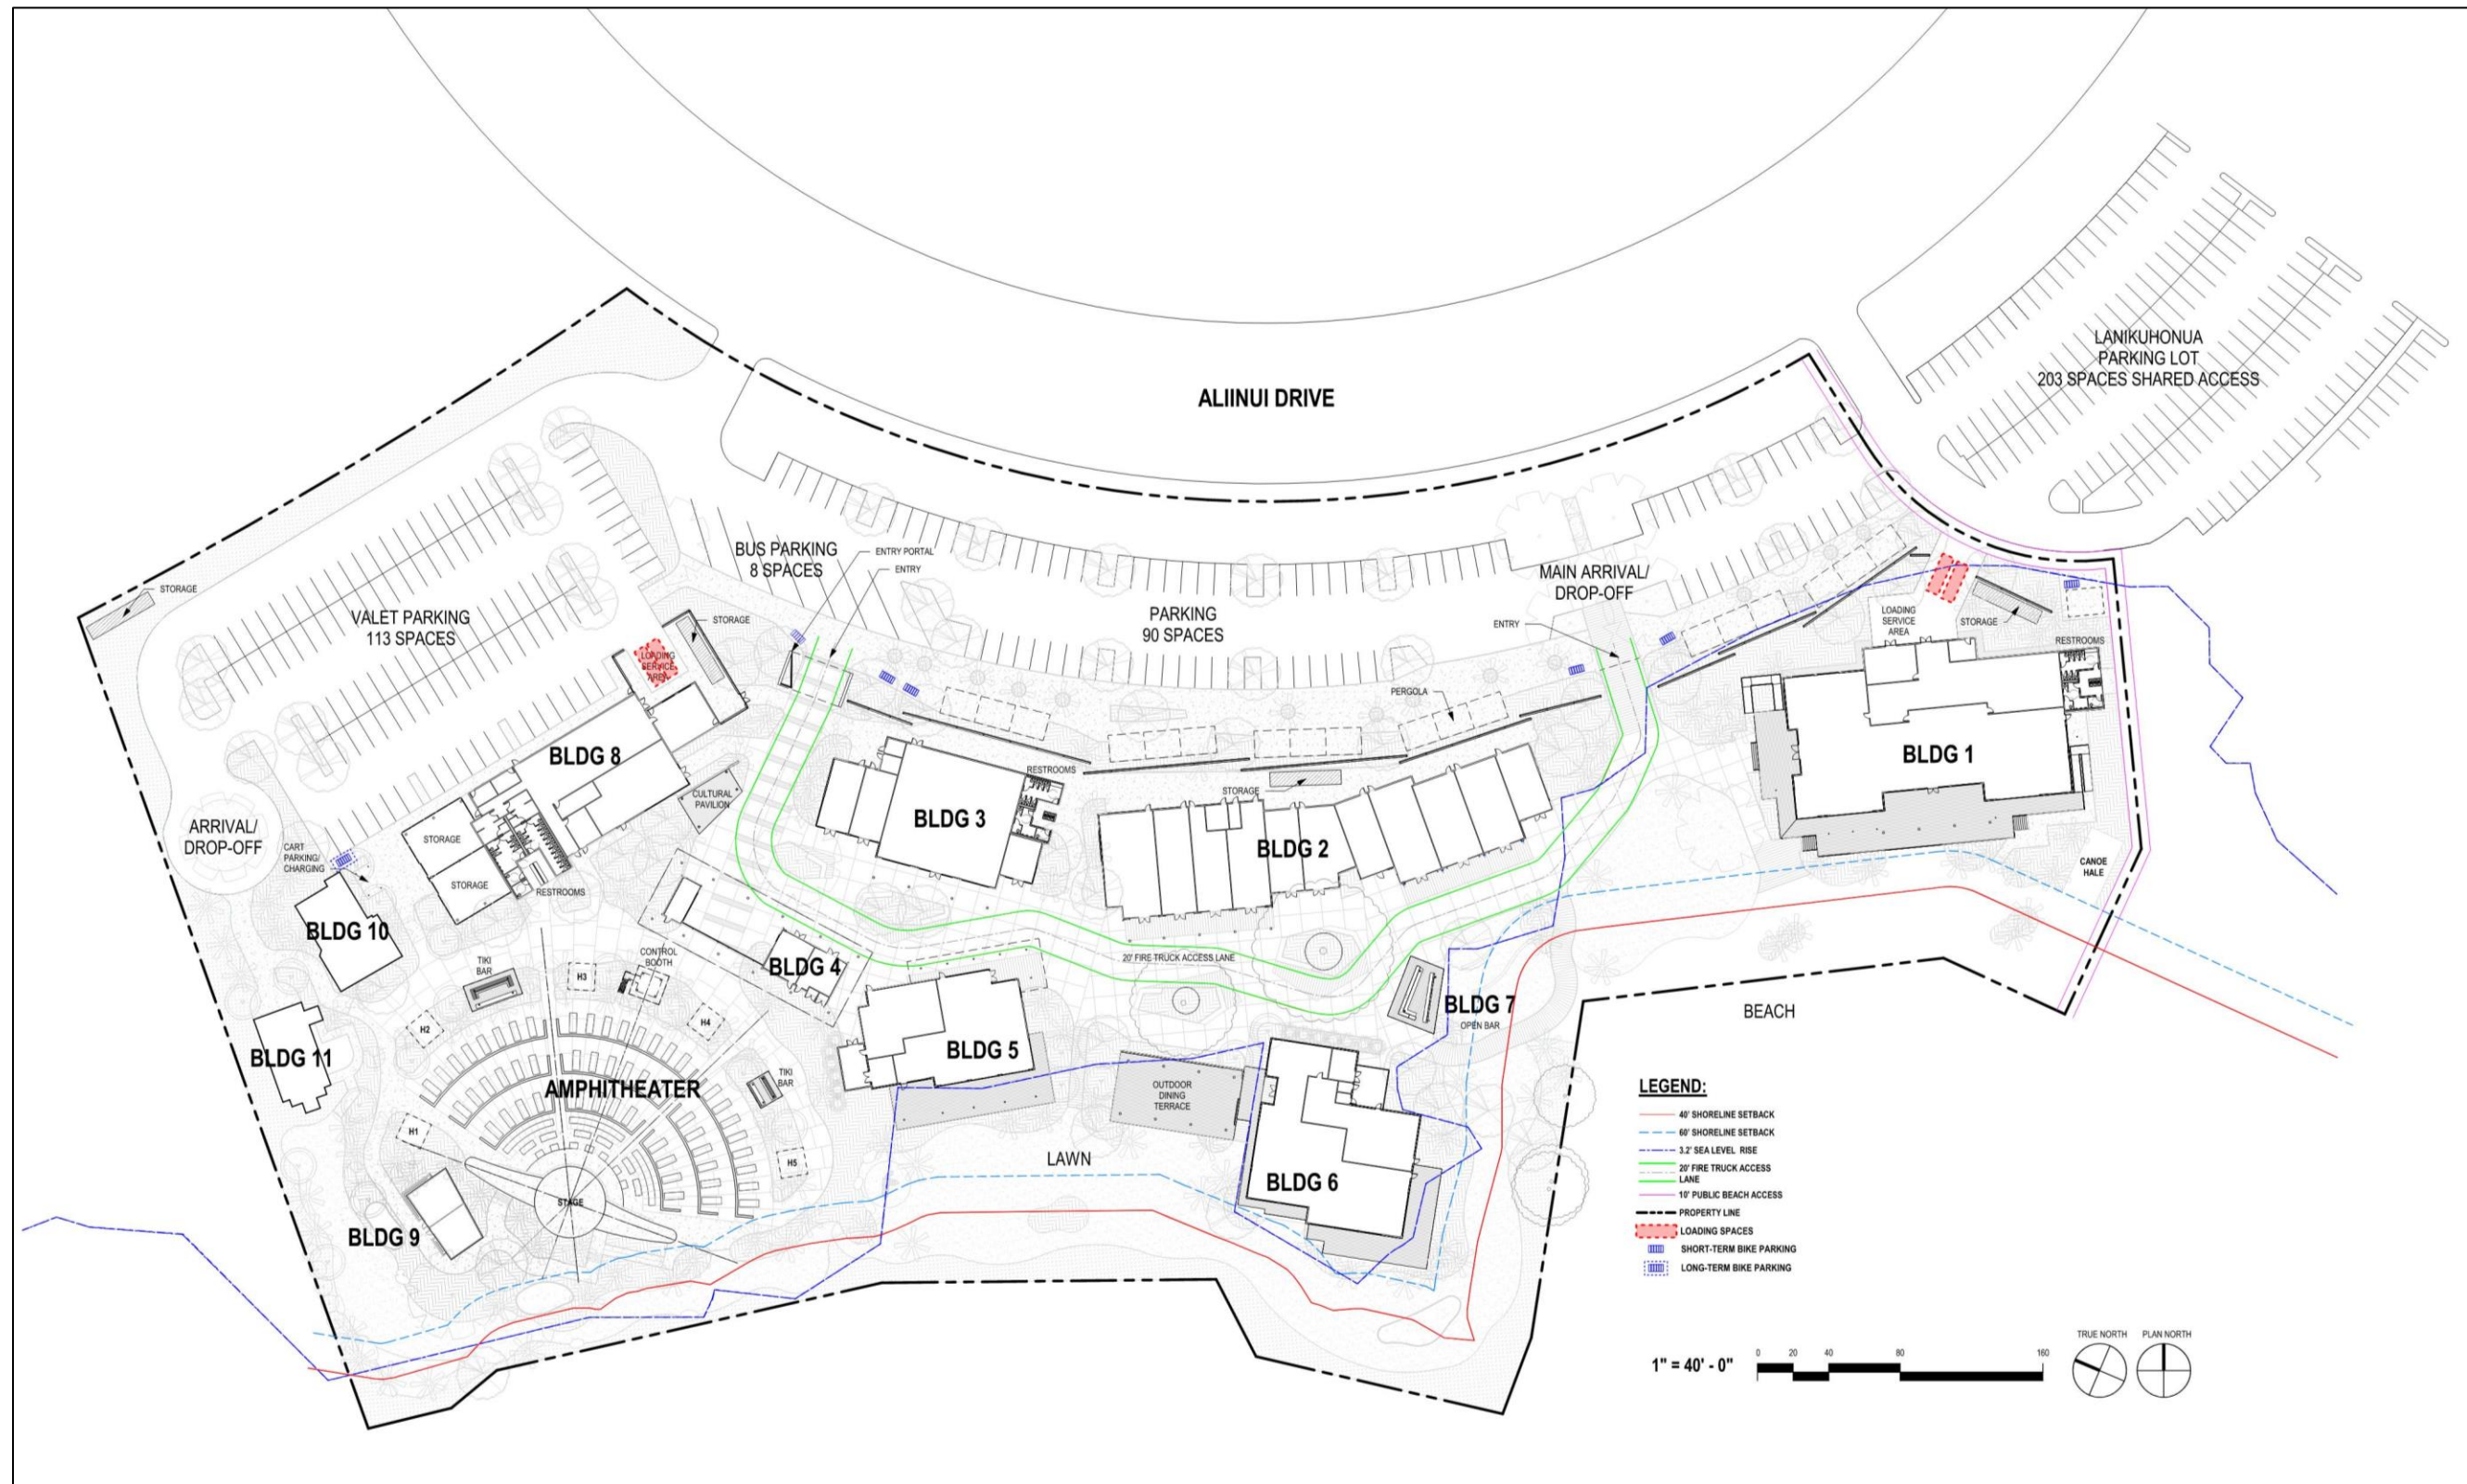 LANIKUHONUA
PARKING LOT
203 SPACES SHARED ACCESS
ALIINUI DRIVE
BUS PARKING
8 SPACES
ENTRY PORTAL
ENTRY
MAIN ARRIVAL/
DROP-OFF
ENTRY
STORAGE
VALET PARKING
113 SPACES
PARKING
90 SPACES
LOADING
SERVICE
AREA
STORAGE
LOADING
SERVICE
AREA
STORAGE
RESTROOMS
PERGOLA
BLDG 8
BLDG 1
RESTROOMS
CULTURAL
PAVILION
STORAGE
BLDG 3
BLDG 2
ARRIVAL/
DROP-OFF
CART
PARKING/
CHARGING
STORAGE
STORAGE
RESTROOMS
CANOE
HALE
BLDG 10
TIKI
BAR
H3
CONTROL
BOOTH
BLDG 4
20' FIRE TRUCK ACCESS LANE
BLDG 7
OPEN BAR
BEACH
H2
H4
BLDG 11
BLDG 5
AMPHITHEATER
TIKI
BAR
OUTDOOR
DINING
TERRACE
H1
H5
LAWN
BLDG 6
STAGE
BLDG 9
LEGEND:
40' SHORELINE SETBACK
60' SHORELINE SETBACK
3.2' SEA LEVEL RISE
20' FIRE TRUCK ACCESS
LANE
10' PUBLIC BEACH ACCESS
PROPERTY LINE
LOADING SPACES
SHORT-TERM BIKE PARKING
LONG-TERM BIKE PARKING
1" = 40' - 0"
0 20 40 80 160
TRUE NORTH PLAN NORTH